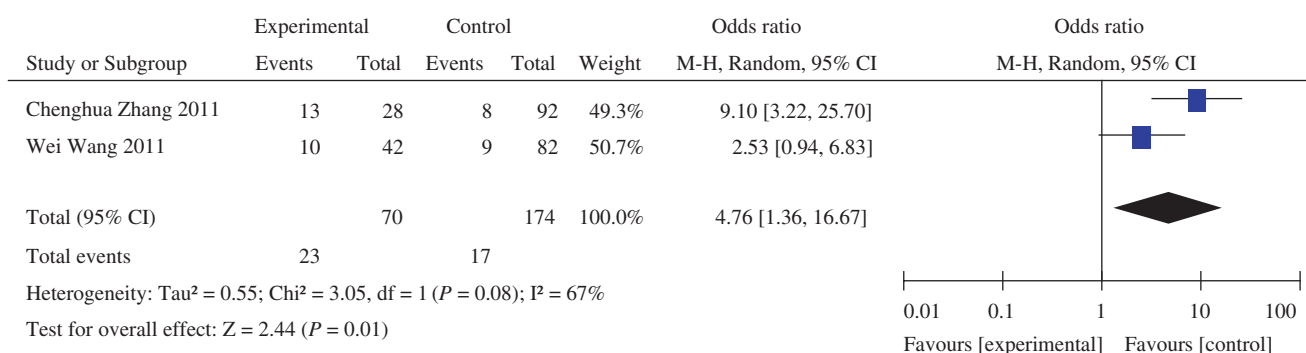 Experimental Control Odds ratio Odds ratio
Study or Subgroup Events Total Events Total Weight M-H, Random, 95% CI M-H, Random, 95% CI
Chenghua Zhang 2011 13 28 8 92 49.3% 9.10 [3.22, 25.70]
Wei Wang 2011 10 42 9 82 50.7% 2.53 [0.94, 6.83]
Total (95% CI) 70 174 100.0% 4.76 [1.36, 16.67]
Total events 23 17
Heterogeneity: Tau² = 0.55; Chi² = 3.05, df = 1 (P = 0.08); I² = 67%
Test for overall effect: Z = 2.44 (P = 0.01)
0.01 0.1 1 10 100
Favours [experimental] Favours [control]